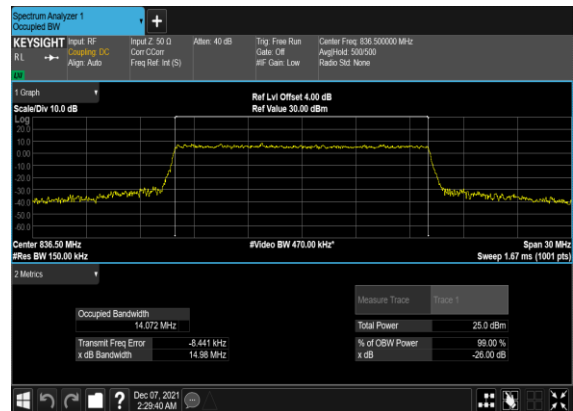 Spectrum Analyzer 1
Occupied BW
+
KEYSIGHT
RL
LV
Input: RF
Coupling: DC
Align: Auto
Input Z: 50 Ω
Corr CCorr
Freq Ref: Int (S)
Atten: 40 dB
Trig: Free Run
Gate: Off
#IF Gain: Low
Center Freq: 836.500000 MHz
Avg|Hold: 500/500
Radio Std: None
1 Graph
Scale/Div 10.0 dB
Ref Lvl Offset 4.00 dB
Ref Value 30.00 dBm
Log
20.0
10.0
0.00
-10.0
-20.0
-30.0
-40.0
-50.0
-60.0
Center 836.50 MHz
#Res BW 150.00 kHz
#Video BW 470.00 kHz*
Span 30 MHz
Sweep 1.67 ms (1001 pts)
2 Metrics
Measure Trace Trace 1
Occupied Bandwidth
14.072 MHz
Total Power 25.0 dBm
Transmit Freq Error -8.441 kHz
% of OBW Power 99.00 %
x dB Bandwidth 14.98 MHz
x dB -26.00 dB
?
Dec 07, 2021
2:29:40 AM